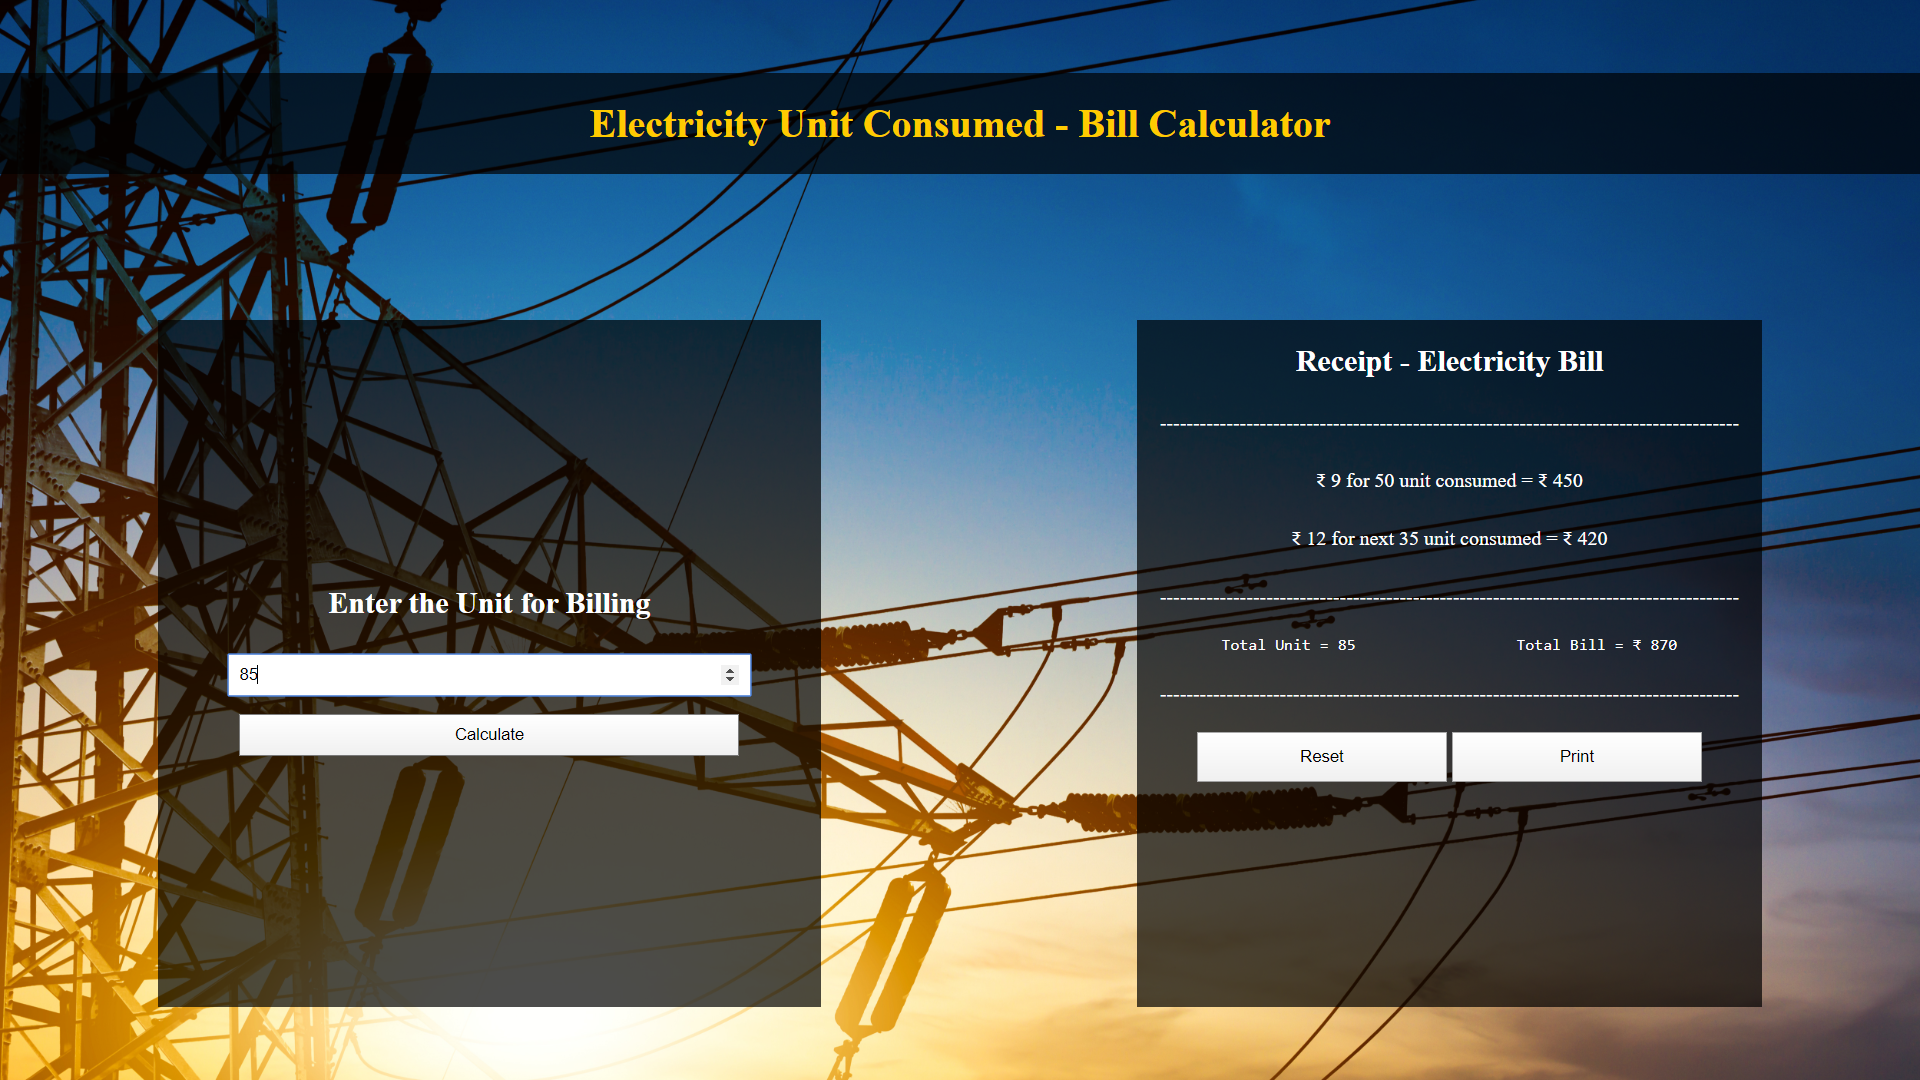 Electricity Unit Consumed - Bill Calculator
Enter the Unit for Billing
85
Calculate
Receipt - Electricity Bill
----------------------------------------------------------------------------------------
₹ 9 for 50 unit consumed = ₹ 450
₹ 12 for next 35 unit consumed = ₹ 420
----------------------------------------------------------------------------------------
Total Unit = 85 Total Bill = ₹ 870
----------------------------------------------------------------------------------------
Reset Print